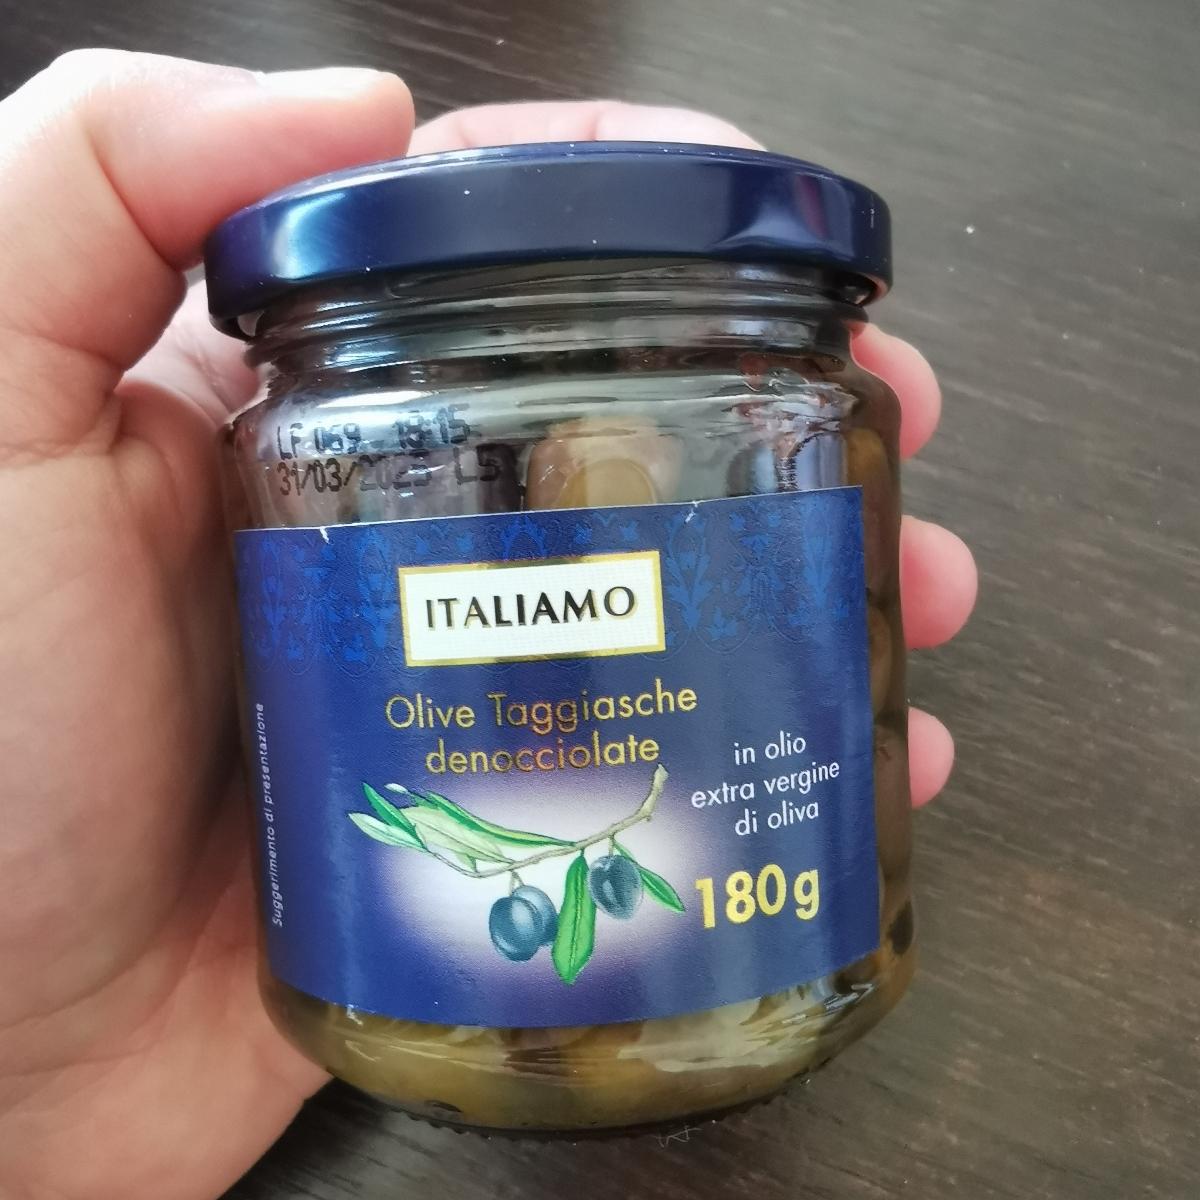 LF 069 18:15
31/03/2023 L5
ITALIAMO
Olive Taggiasche
denocciolate
in olio
extra vergine
di oliva
180g
Suggerimento di presentazione